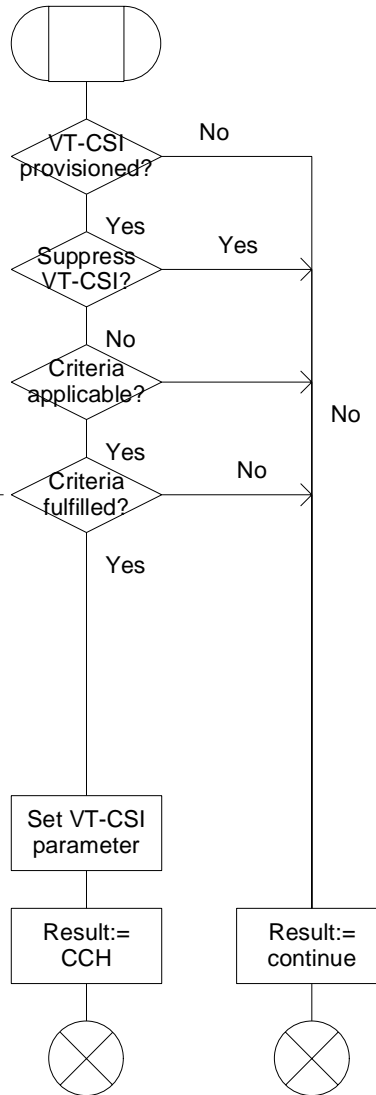 No
VT-CSI
provisioned?
Yes
Suppress
VT-CSI?
Yes
No
Criteria
applicable?
No
Yes
Criteria
fulfilled?
No
Yes
Set VT-CSI
parameter
Result:=
CCH
Result:=
continue